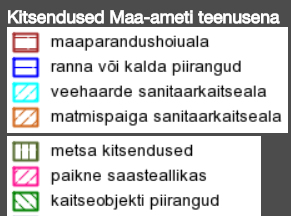 Kitsendused Maa-ameti teenusena
maaparandushoiuala
ranna või kalda piirangud
veehaarde sanitaarkaitseala
matmispaiga sanitaarkaitseala
metsa kitsendused
paikne saasteallikas
kaitseobjekti piirangud